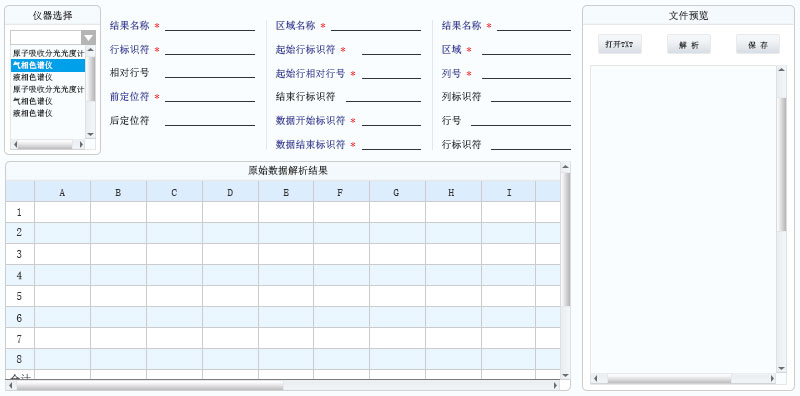 仪器选择
原子吸收分光光度计
气相色谱仪
液相色谱仪
原子吸收分光光度计
气相色谱仪
液相色谱仪
结果名称 *
行标识符 *
相对行号
前定位符 *
后定位符
区域名称 *
起始行标识符 *
起始行相对行号 *
结束行标识符
数据开始标识符 *
数据结束标识符 *
结果名称 *
区域 *
列号 *
列标识符
行号
行标识符
文件预览
打开TXT 解 析 保 存
原始数据解析结果
A B C D E F G H I
1
2
3
4
5
6
7
8
合计